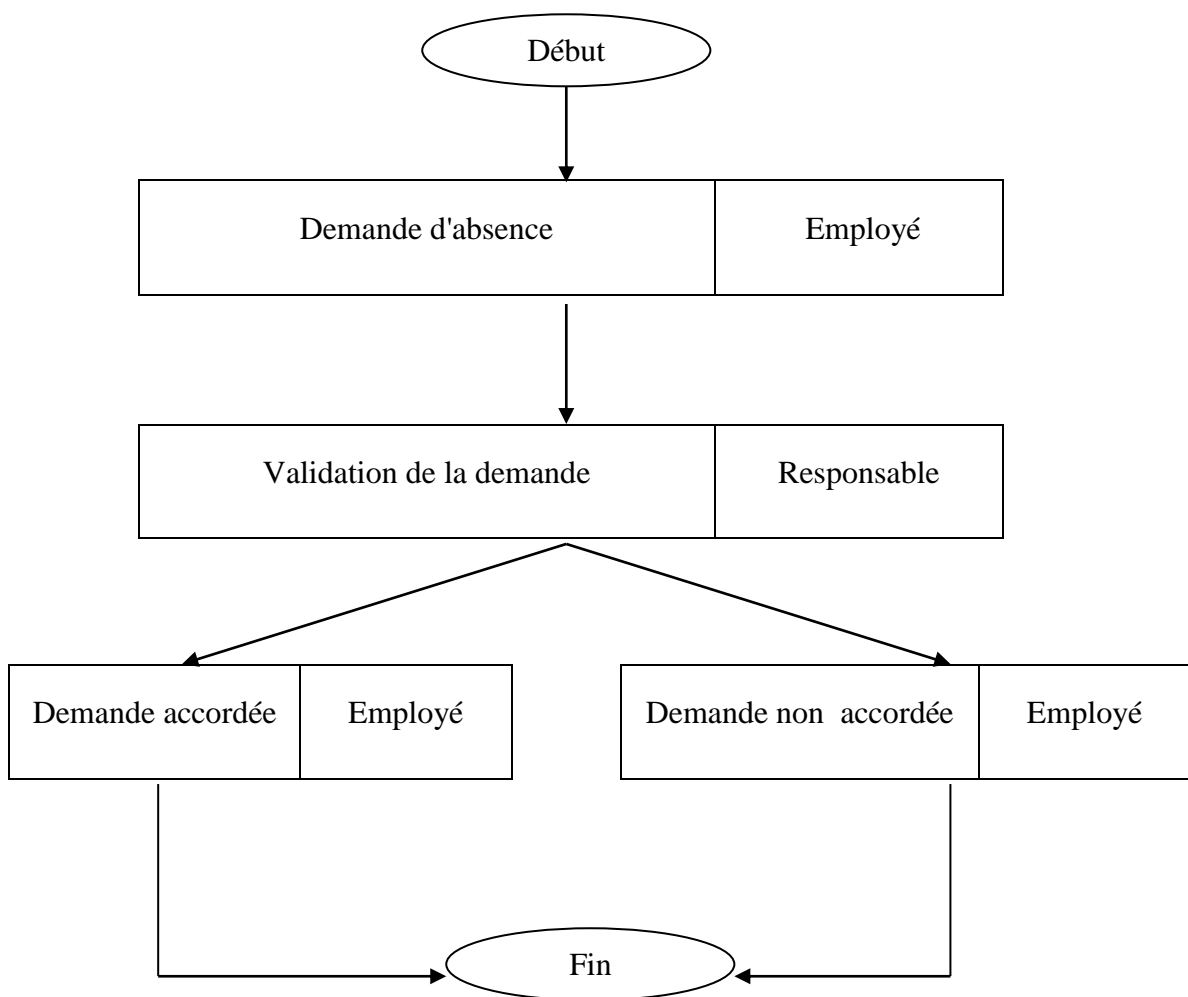 Début
Demande d'absence
Employé
Validation de la demande
Responsable
Demande accordée
Employé
Demande non accordée
Employé
Fin